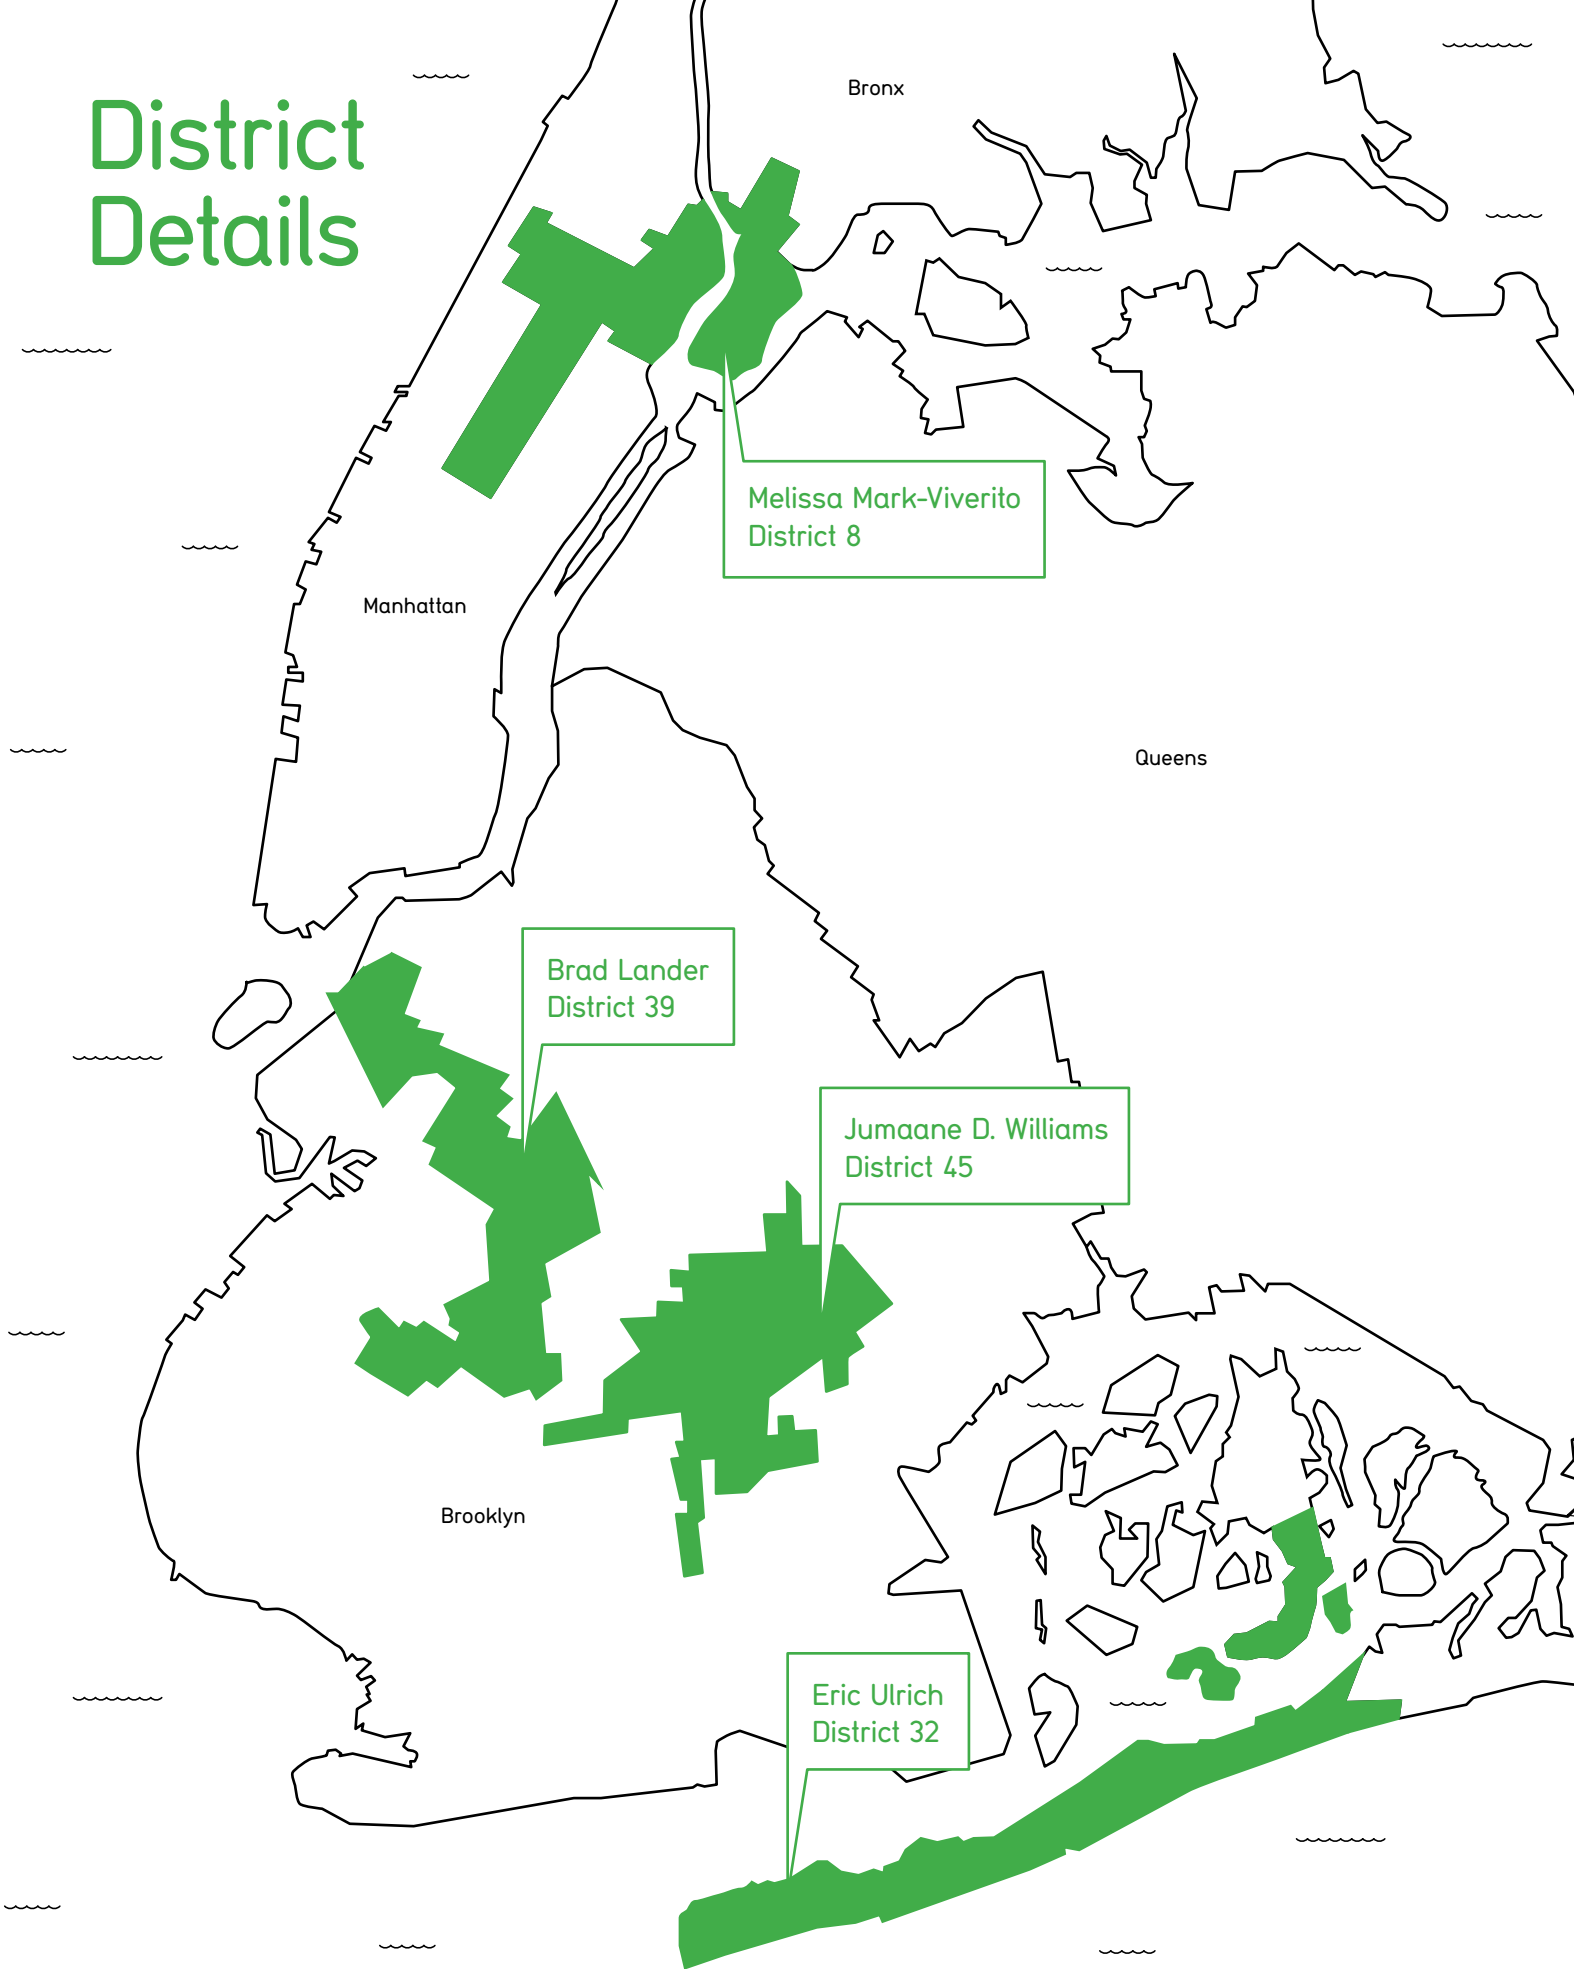 District
Details
Bronx
Melissa Mark-Viverito
District 8
Manhattan
Queens
Brad Lander
District 39
Jumaane D. Williams
District 45
Brooklyn
Eric Ulrich
District 32